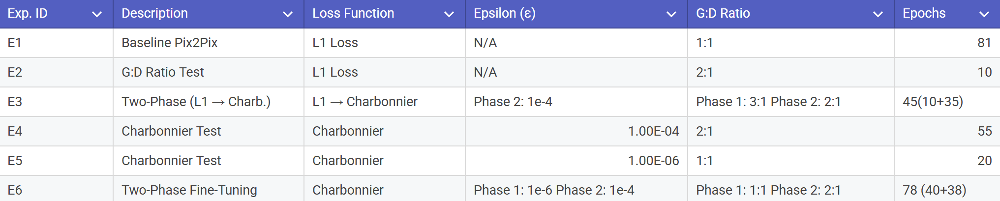 Exp. ID Description Loss Function Epsilon (ε) G:D Ratio Epochs
E1 Baseline Pix2Pix L1 Loss N/A 1:1 81
E2 G:D Ratio Test L1 Loss N/A 2:1 10
E3 Two-Phase (L1 → Charb.) L1 → Charbonnier Phase 2: 1e-4 Phase 1: 3:1 Phase 2: 2:1 45(10+35)
E4 Charbonnier Test Charbonnier 1.00E-04 2:1 55
E5 Charbonnier Test Charbonnier 1.00E-06 1:1 20
E6 Two-Phase Fine-Tuning Charbonnier Phase 1: 1e-6 Phase 2: 1e-4 Phase 1: 1:1 Phase 2: 2:1 78 (40+38)